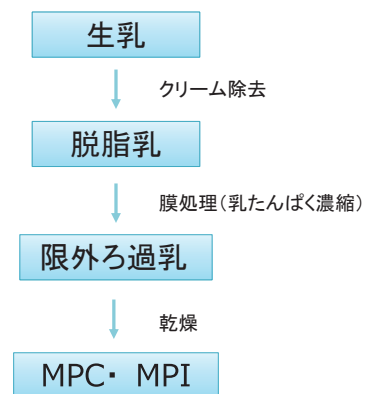 生乳
クリーム除去
脱脂乳
膜処理(乳たんぱく濃縮)
限外ろ過乳
乾燥
MPC・ MPI